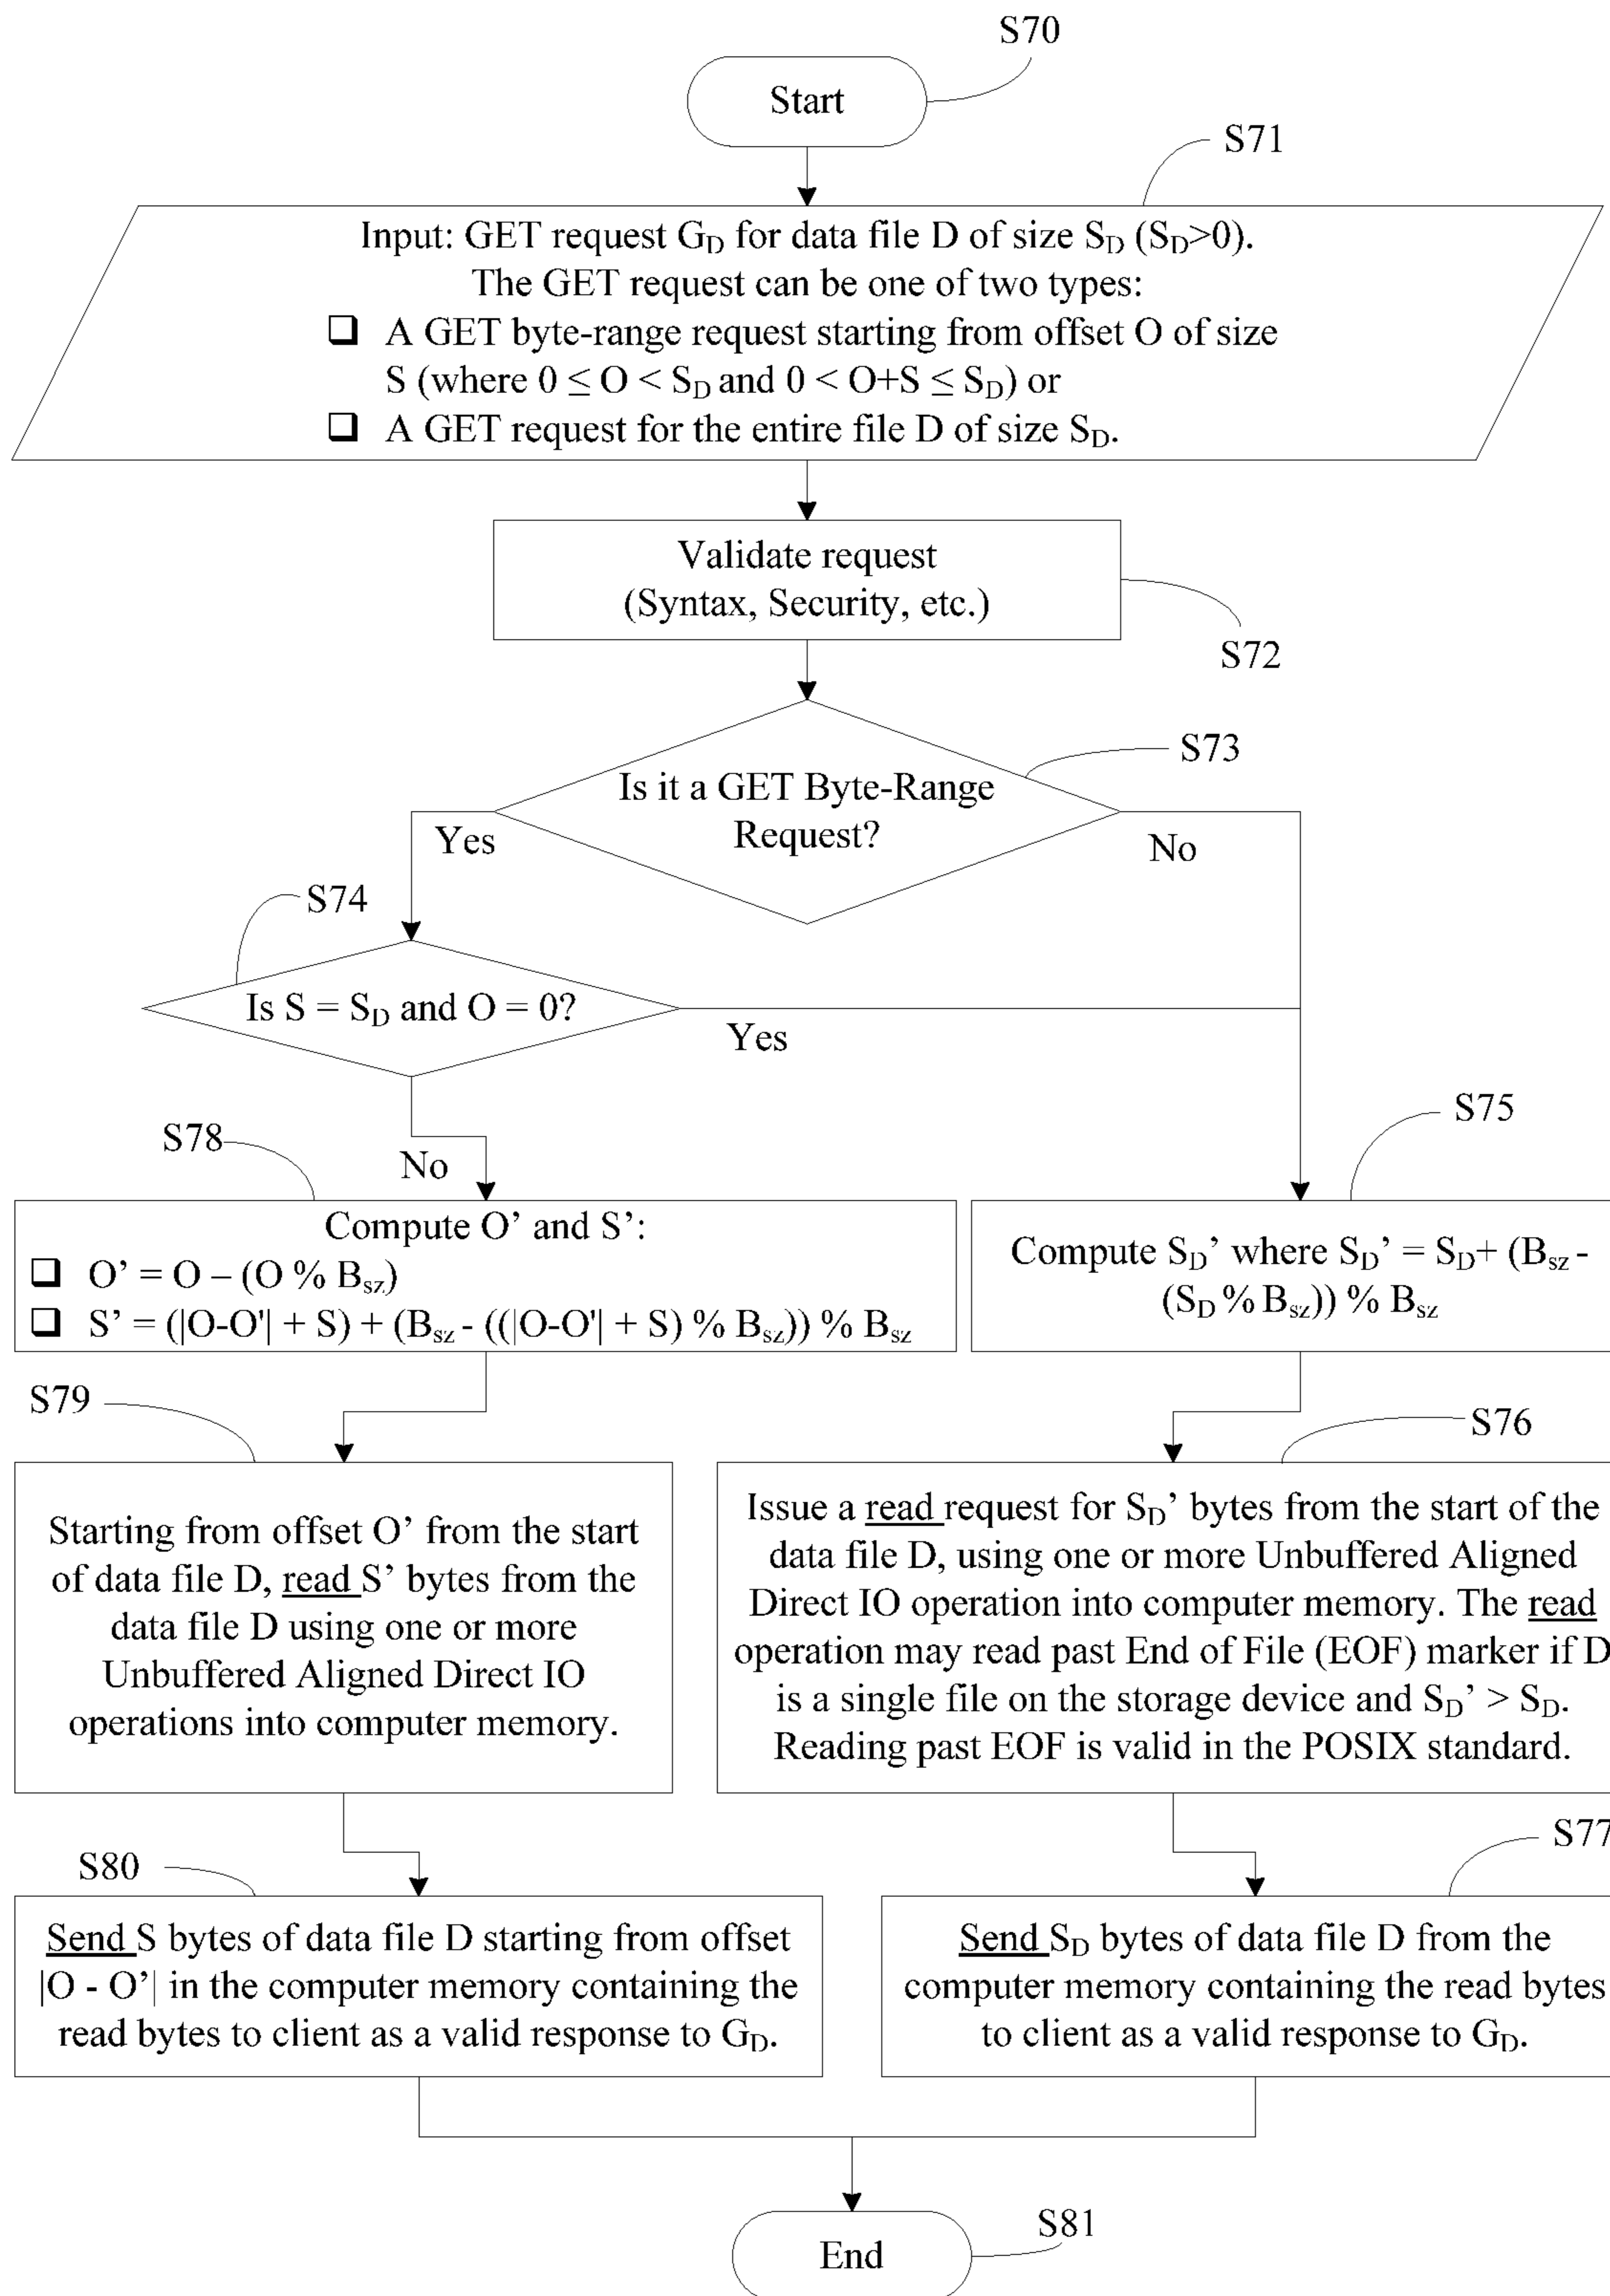 S70
Start
S71
Input: GET request G_D for data file D of size S_D (S_D>0).
The GET request can be one of two types:
❑ A GET byte-range request starting from offset O of size
S (where 0 ≤ O < S_D and 0 < O+S ≤ S_D) or
❑ A GET request for the entire file D of size S_D.
Validate request
(Syntax, Security, etc.)
S72
S73
Is it a GET Byte-Range
Request?
Yes
No
S74
Is S = S_D and O = 0?
Yes
S78
No
S75
Compute O’ and S’:
❑ O’ = O – (O % B_sz)
❑ S’ = (|O-O'| + S) + (B_sz - ((|O-O'| + S) % B_sz)) % B_sz
Compute S_D’ where S_D’ = S_D+ (B_sz -
(S_D % B_sz)) % B_sz
S79
S76
Starting from offset O’ from the start
of data file D, read S’ bytes from the
data file D using one or more
Unbuffered Aligned Direct IO
operations into computer memory.
Issue a read request for S_D’ bytes from the start of the
data file D, using one or more Unbuffered Aligned
Direct IO operation into computer memory. The read
operation may read past End of File (EOF) marker if D
is a single file on the storage device and S_D’ > S_D.
Reading past EOF is valid in the POSIX standard.
S80
S77
Send S bytes of data file D starting from offset
|O - O’| in the computer memory containing the
read bytes to client as a valid response to G_D.
Send S_D bytes of data file D from the
computer memory containing the read bytes
to client as a valid response to G_D.
S81
End